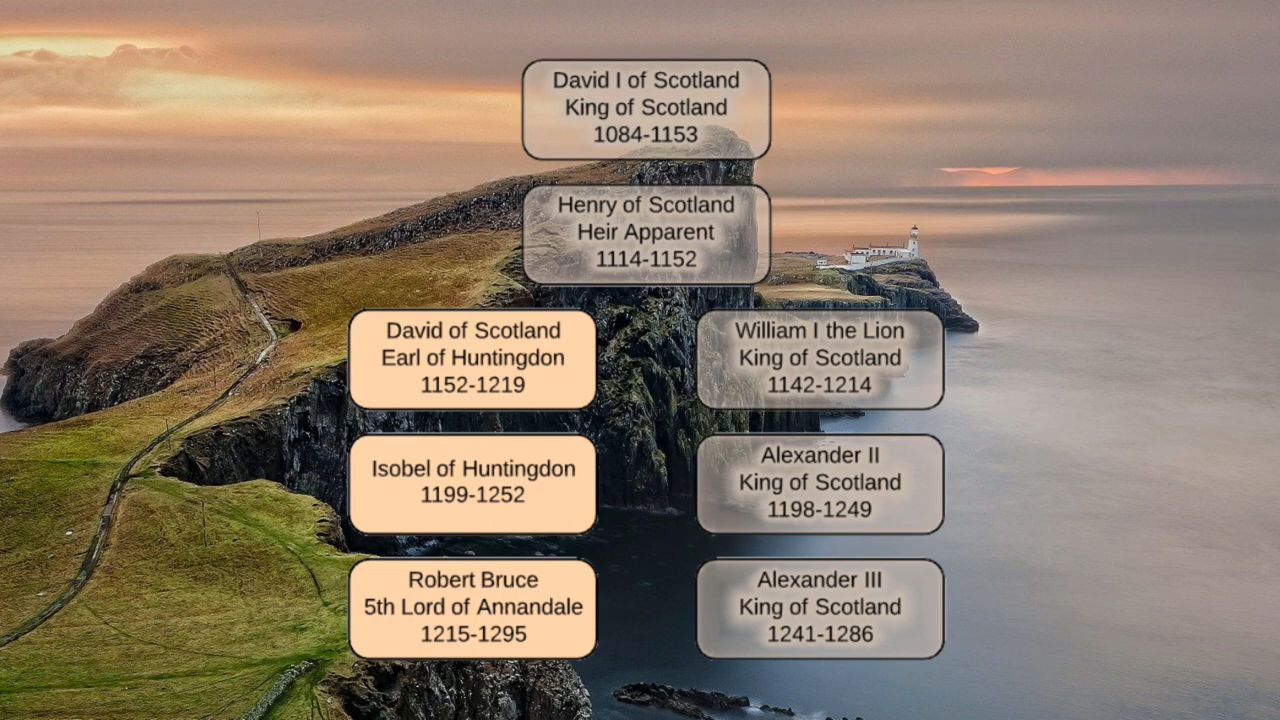 David I of Scotland
King of Scotland
1084-1153
Henry of Scotland
Heir Apparent
1114-1152
David of Scotland
Earl of Huntingdon
1152-1219
William I the Lion
King of Scotland
1142-1214
Isobel of Huntingdon
1199-1252
Alexander II
King of Scotland
1198-1249
Robert Bruce
5th Lord of Annandale
1215-1295
Alexander III
King of Scotland
1241-1286